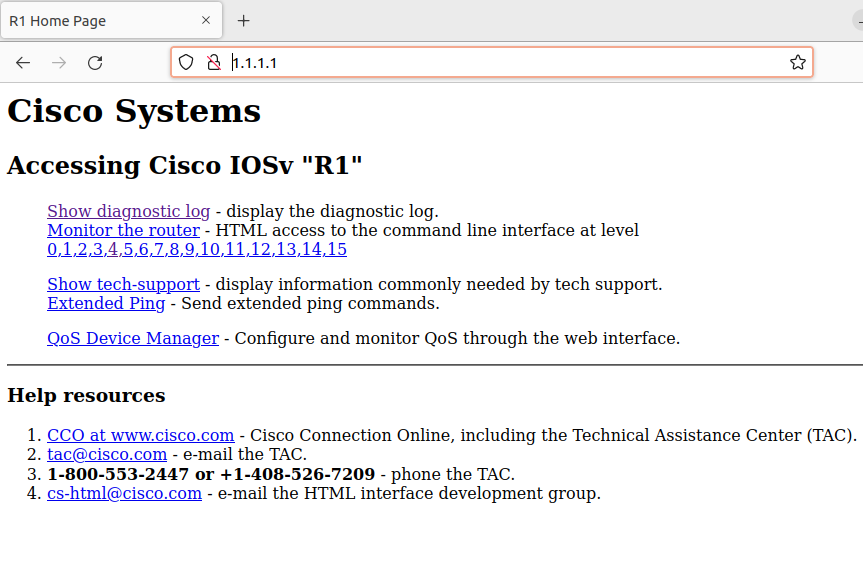 R1 Home Page
1.1.1.1
Cisco Systems
Accessing Cisco IOSv "R1"
Show diagnostic log - display the diagnostic log.
Monitor the router - HTML access to the command line interface at level
0,1,2,3,4,5,6,7,8,9,10,11,12,13,14,15
Show tech-support - display information commonly needed by tech support.
Extended Ping - Send extended ping commands.
QoS Device Manager - Configure and monitor QoS through the web interface.
Help resources
1. CCO at www.cisco.com - Cisco Connection Online, including the Technical Assistance Center (TAC).
2. tac@cisco.com - e-mail the TAC.
3. 1-800-553-2447 or +1-408-526-7209 - phone the TAC.
4. cs-html@cisco.com - e-mail the HTML interface development group.